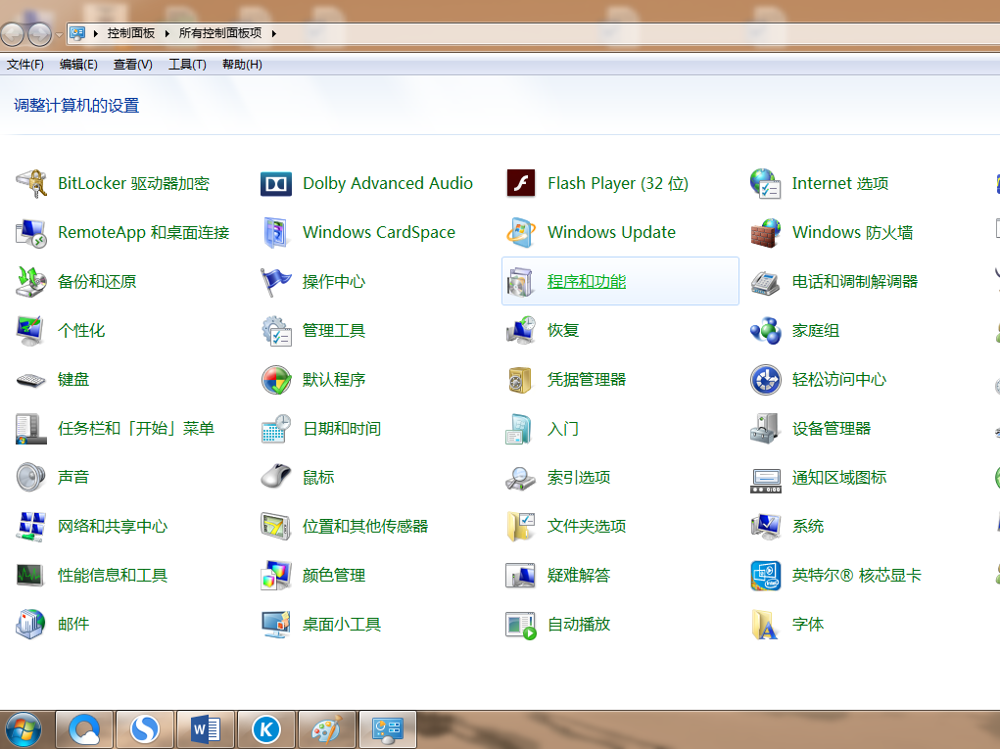 控制面板 所有控制面板项
文件(F) 编辑(E) 查看(V) 工具(T) 帮助(H)
调整计算机的设置
BitLocker 驱动器加密 Dolby Advanced Audio Flash Player (32 位) Internet 选项
RemoteApp 和桌面连接 Windows CardSpace Windows Update Windows 防火墙
备份和还原 操作中心 程序和功能 电话和调制解调器
个性化 管理工具 恢复 家庭组
键盘 默认程序 凭据管理器 轻松访问中心
任务栏和「开始」菜单 日期和时间 入门 设备管理器
声音 鼠标 索引选项 通知区域图标
网络和共享中心 位置和其他传感器 文件夹选项 系统
性能信息和工具 颜色管理 疑难解答 英特尔® 核芯显卡
邮件 桌面小工具 自动播放 字体